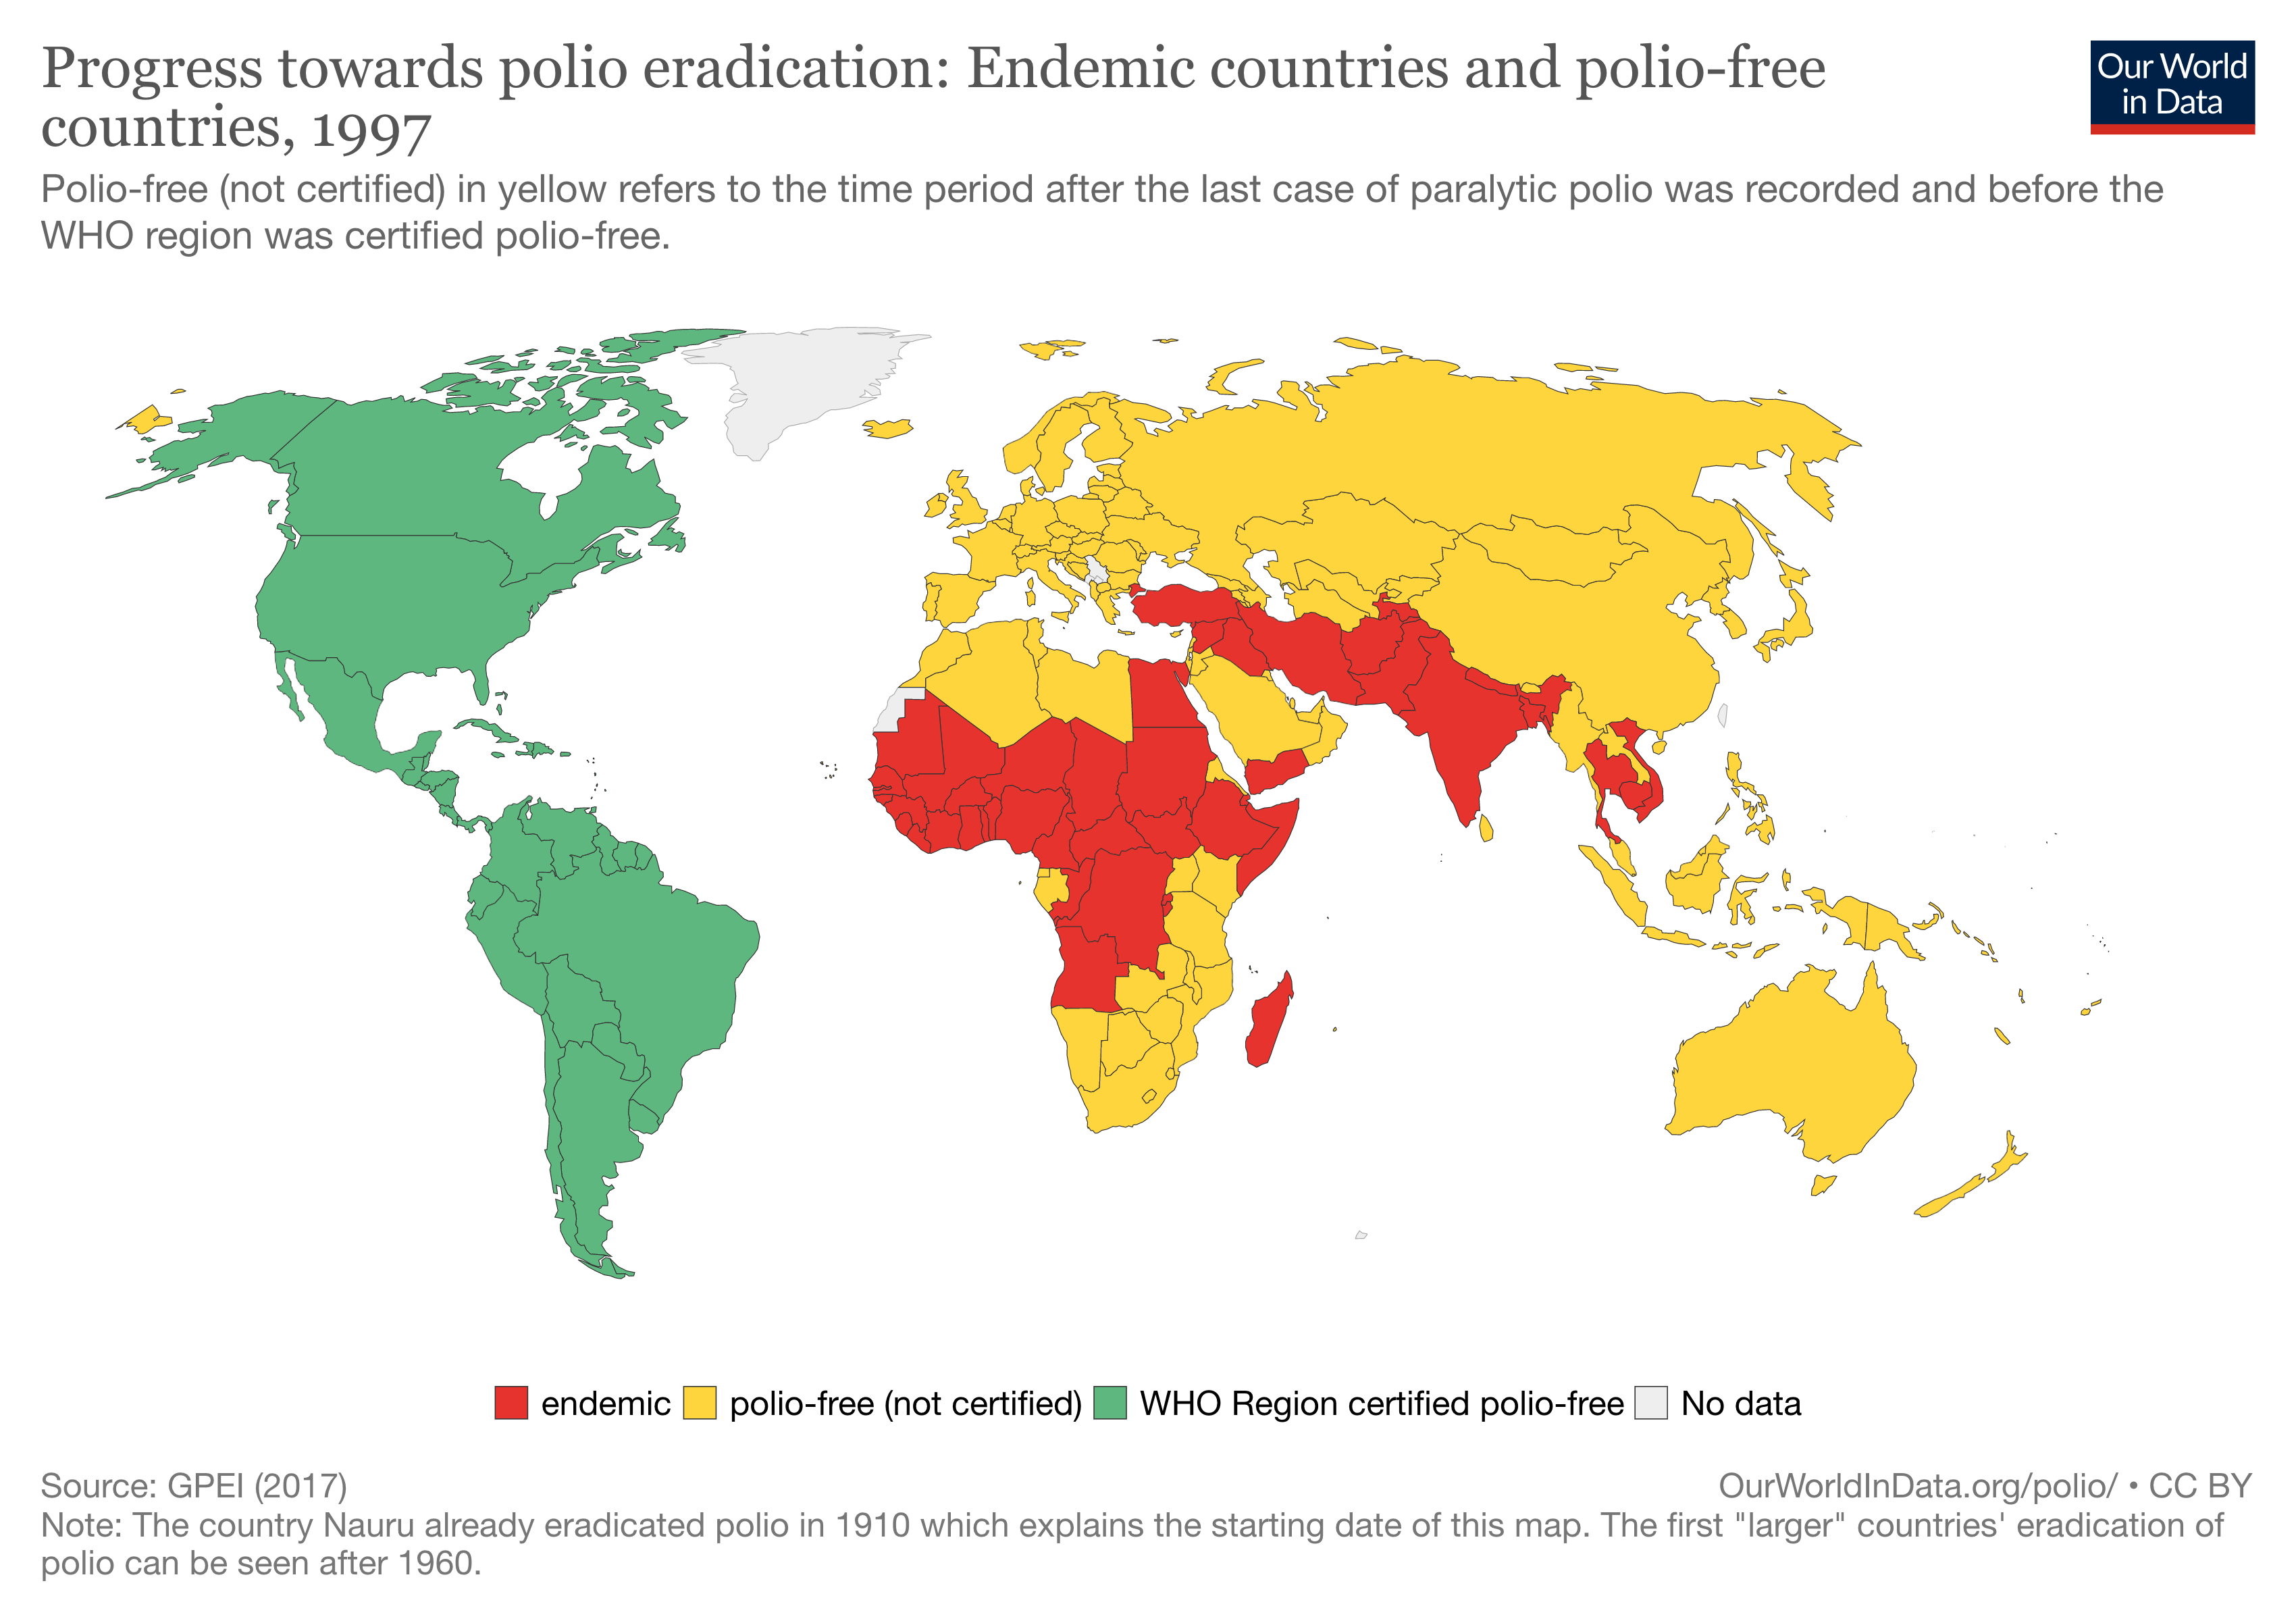 Progress towards polio eradication: Endemic countries and polio-free
countries, 1997
Our World
in Data
Polio-free (not certified) in yellow refers to the time period after the last case of paralytic polio was recorded and before the
WHO region was certified polio-free.
endemic polio-free (not certified) WHO Region certified polio-free No data
Source: GPEI (2017)
OurWorldInData.org/polio/ • CC BY
Note: The country Nauru already eradicated polio in 1910 which explains the starting date of this map. The first "larger" countries' eradication of
polio can be seen after 1960.